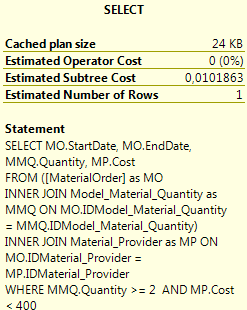 SELECT
Cached plan size 24 KB
Estimated Operator Cost 0 (0%)
Estimated Subtree Cost 0,0101863
Estimated Number of Rows 1
Statement
SELECT MO.StartDate, MO.EndDate,
MMQ.Quantity, MP.Cost
FROM ([MaterialOrder] as MO
INNER JOIN Model_Material_Quantity as
MMQ ON MO.IDModel_Material_Quantity
= MMQ.IDModel_Material_Quantity)
INNER JOIN Material_Provider as MP ON
MO.IDMaterial_Provider =
MP.IDMaterial_Provider
WHERE MMQ.Quantity >= 2 AND MP.Cost
< 400